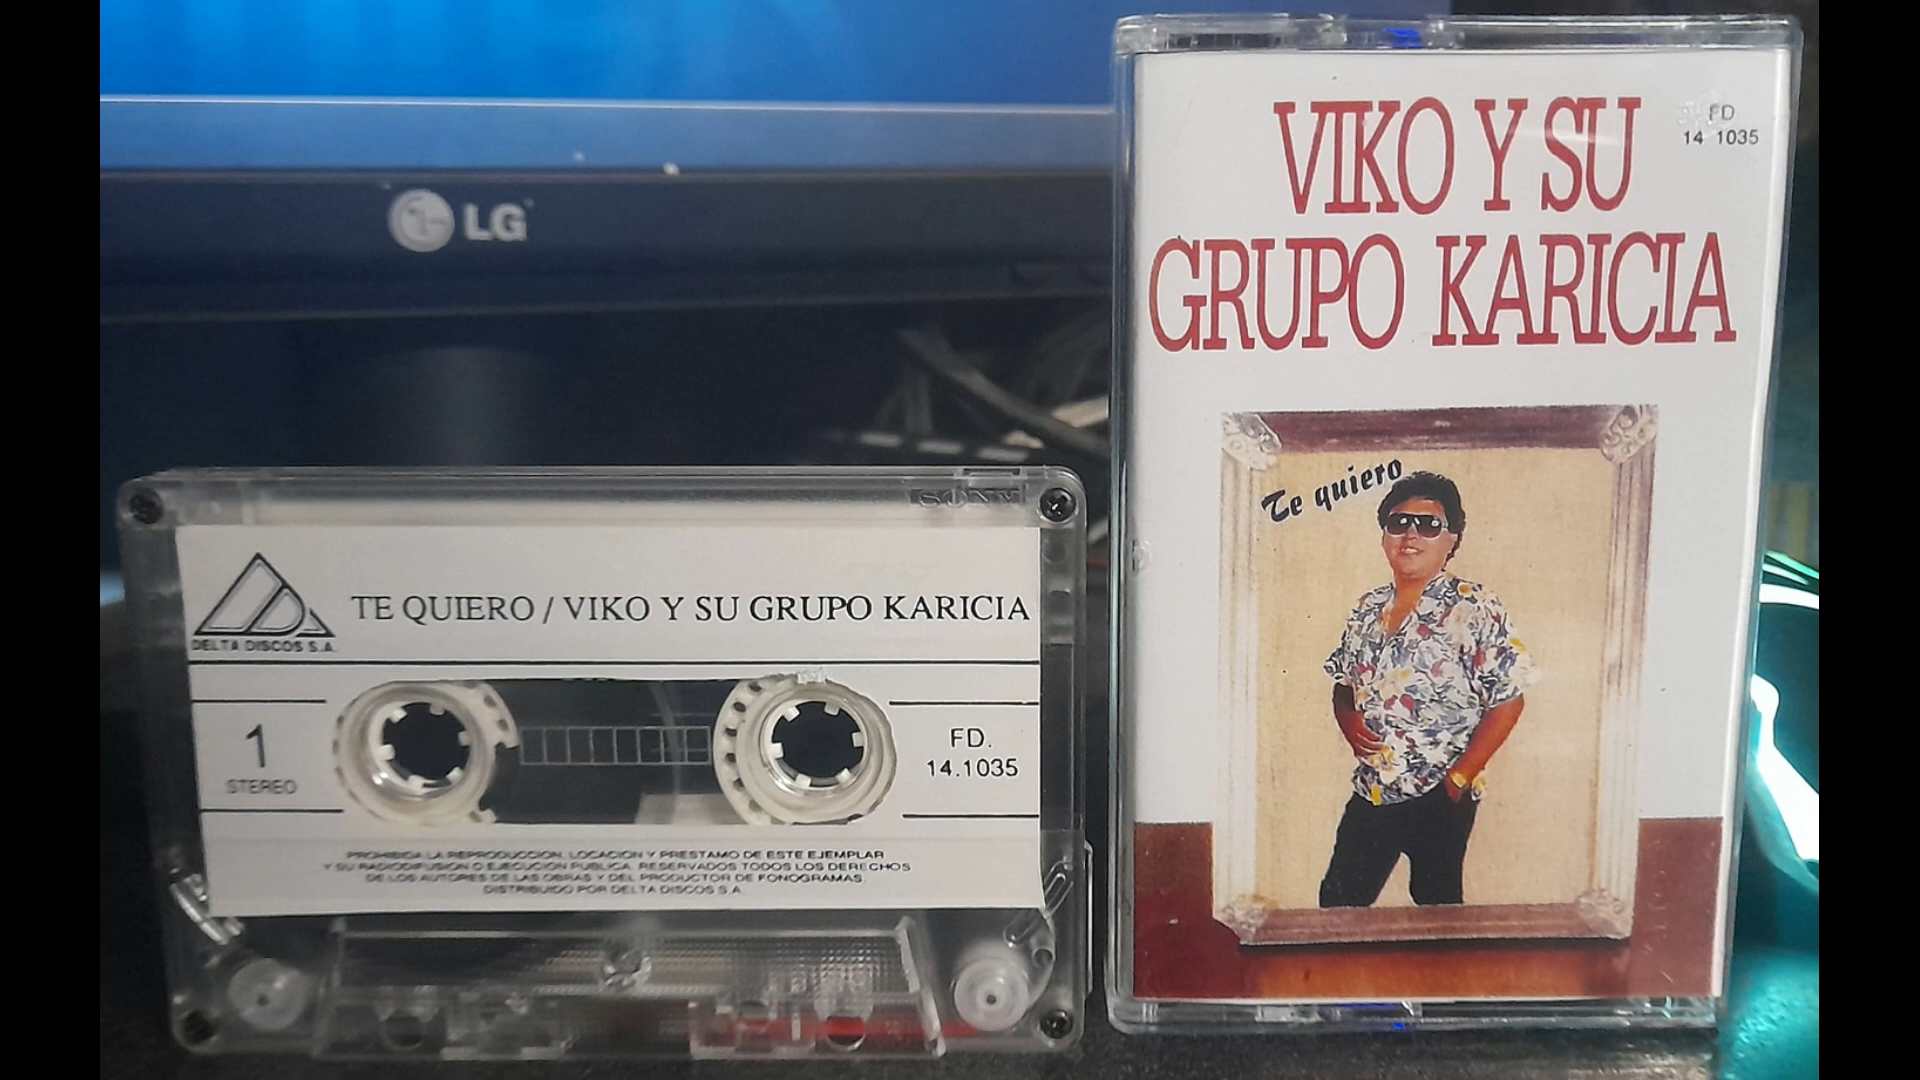 LG
SONY
DELTA DISCOS S.A.
TE QUIERO / VIKO Y SU GRUPO KARICIA
1
STEREO
FD.
14.1035
PROHIBIDA LA REPRODUCCION, LOCACION Y PRESTAMO DE ESTE EJEMPLAR
Y SU RADIODIFUSION O EJECUCION PUBLICA. RESERVADOS TODOS LOS DERECHOS
DE LOS AUTORES DE LAS OBRAS Y DEL PRODUCTOR DE FONOGRAMAS.
DISTRIBUIDO POR DELTA DISCOS S.A.
VIKO Y SU
GRUPO KARICIA
FD
14 1035
Te quiero